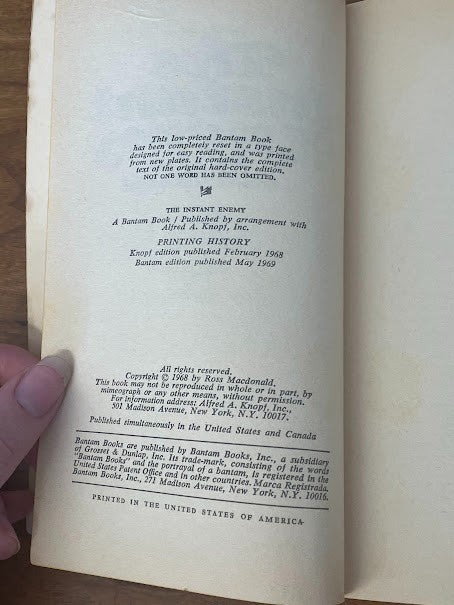 This low-priced Bantam Book
has been completely reset in a type face
designed for easy reading, and was printed
from new plates. It contains the complete
text of the original hard-cover edition.
NOT ONE WORD HAS BEEN OMITTED.
THE INSTANT ENEMY
A Bantam Book / Published by arrangement with
Alfred A. Knopf, Inc.
PRINTING HISTORY
Knopf edition published February 1968
Bantam edition published May 1969
All rights reserved.
Copyright © 1968 by Ross Macdonald.
This book may not be reproduced in whole or in part, by
mimeograph or any other means, without permission.
For information address: Alfred A. Knopf, Inc.,
501 Madison Avenue, New York, N.Y. 10017.
Published simultaneously in the United States and Canada
Bantam Books are published by Bantam Books, Inc., a subsidiary
of Grosset & Dunlap, Inc. Its trade-mark, consisting of the words
"Bantam Books" and the portrayal of a bantam, is registered in the
United States Patent Office and in other countries. Marca Registrada.
Bantam Books, Inc., 271 Madison Avenue, New York, N.Y. 10016.
PRINTED IN THE UNITED STATES OF AMERICA